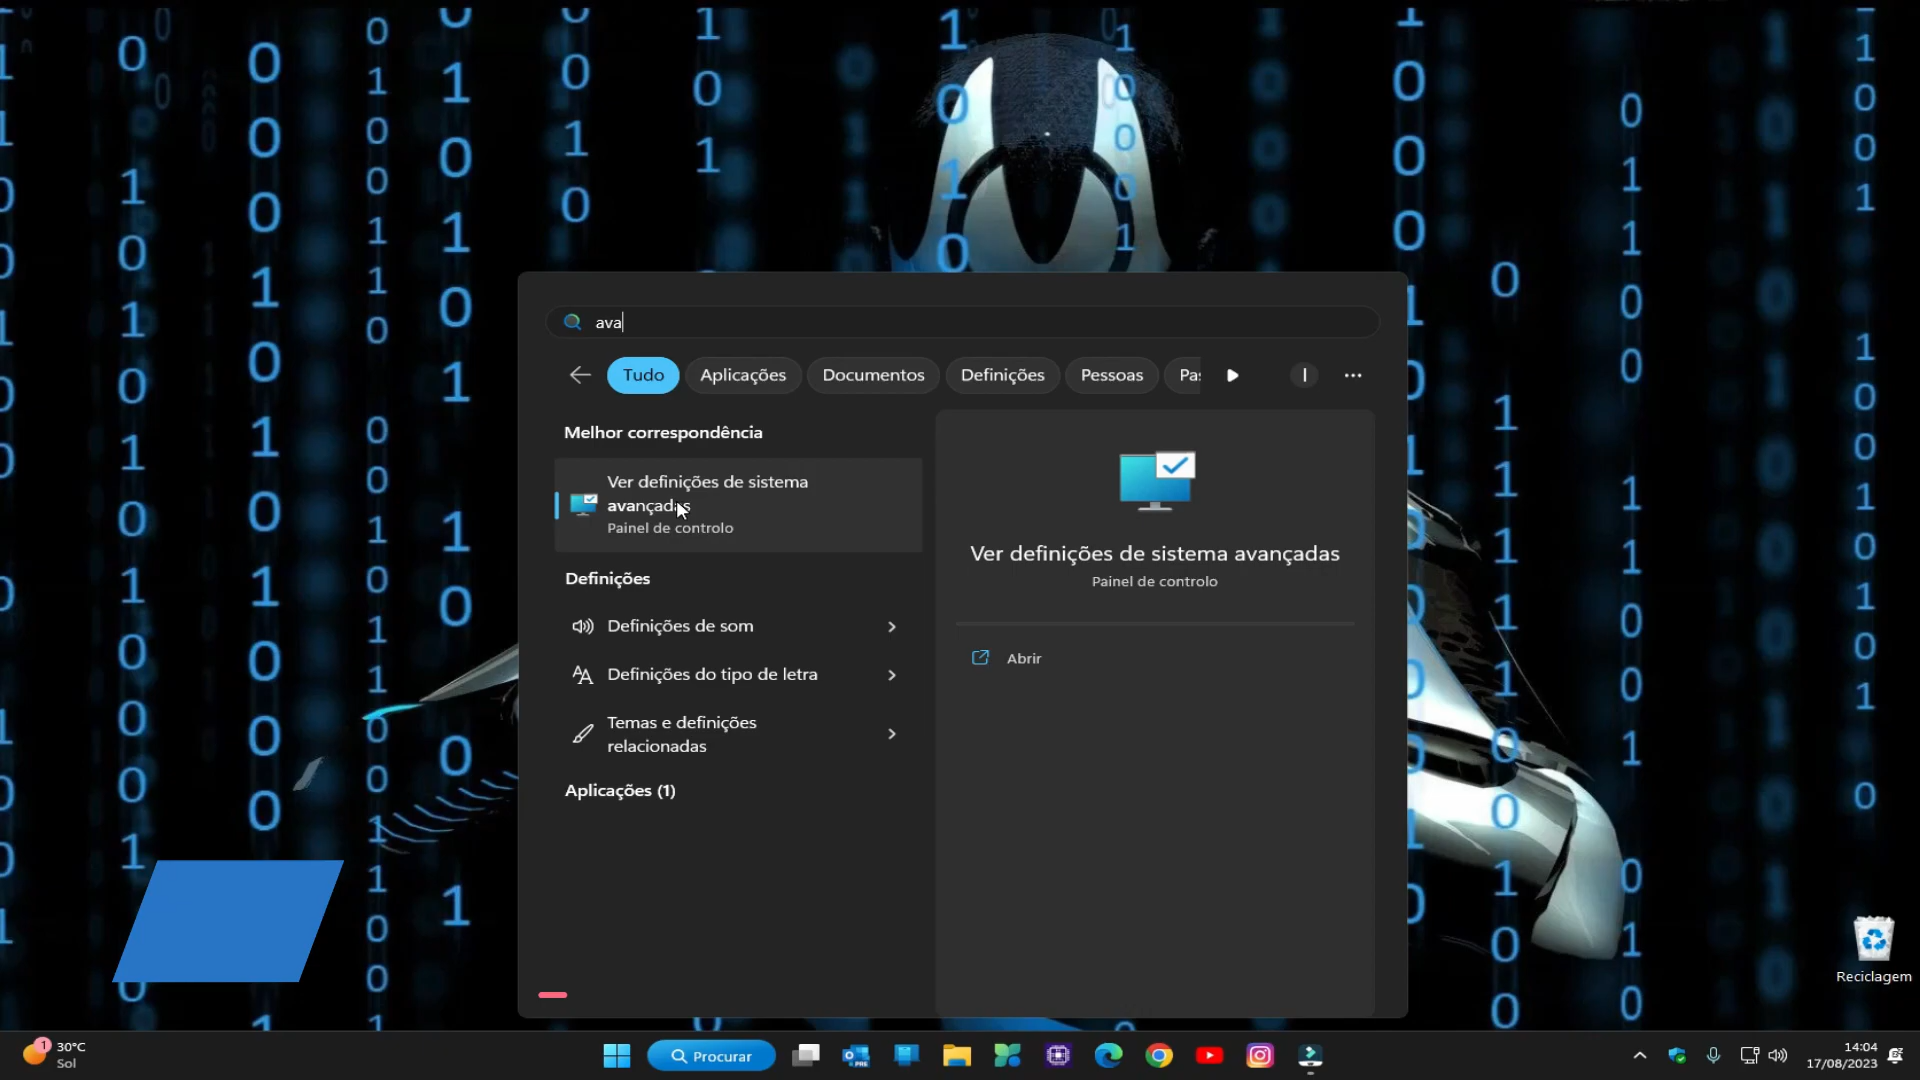 ava
Tudo
Aplicações
Documentos
Definições
Pessoas
I
Melhor correspondência
Ver definições de sistema
avançadas
Painel de controlo
Definições
Definições de som
Definições do tipo de letra
Temas e definições
relacionadas
Aplicações (1)
Ver definições de sistema avançadas
Painel de controlo
Abrir
Reciclagem
1
30°C
Sol
Procurar
14:04
17/08/2023